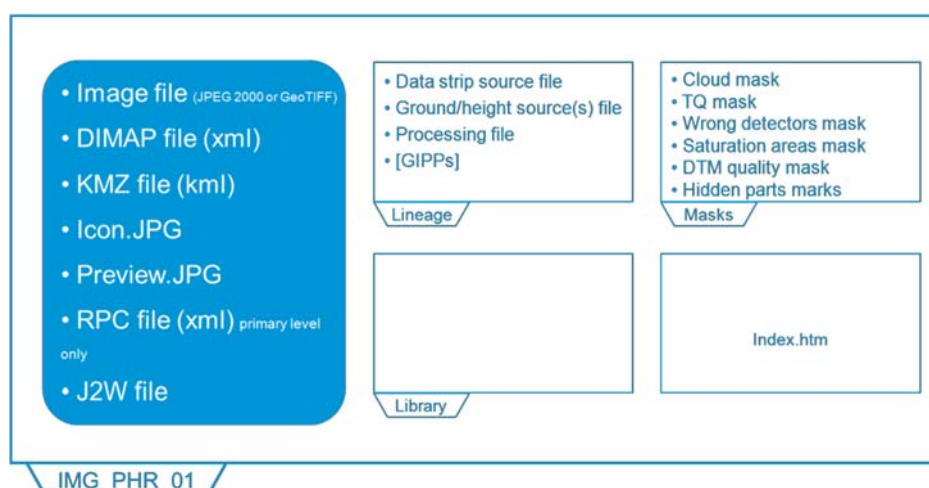 • Image file (JPEG 2000 or GeoTIFF)
• DIMAP file (xml)
• KMZ file (kml)
• Icon.JPG
• Preview.JPG
• RPC file (xml) primary level
only
• J2W file
• Data strip source file
• Ground/height source(s) file
• Processing file
• [GIPPs]
Lineage
• Cloud mask
• TQ mask
• Wrong detectors mask
• Saturation areas mask
• DTM quality mask
• Hidden parts marks
Masks
Library
Index.htm
IMG_PHR_01